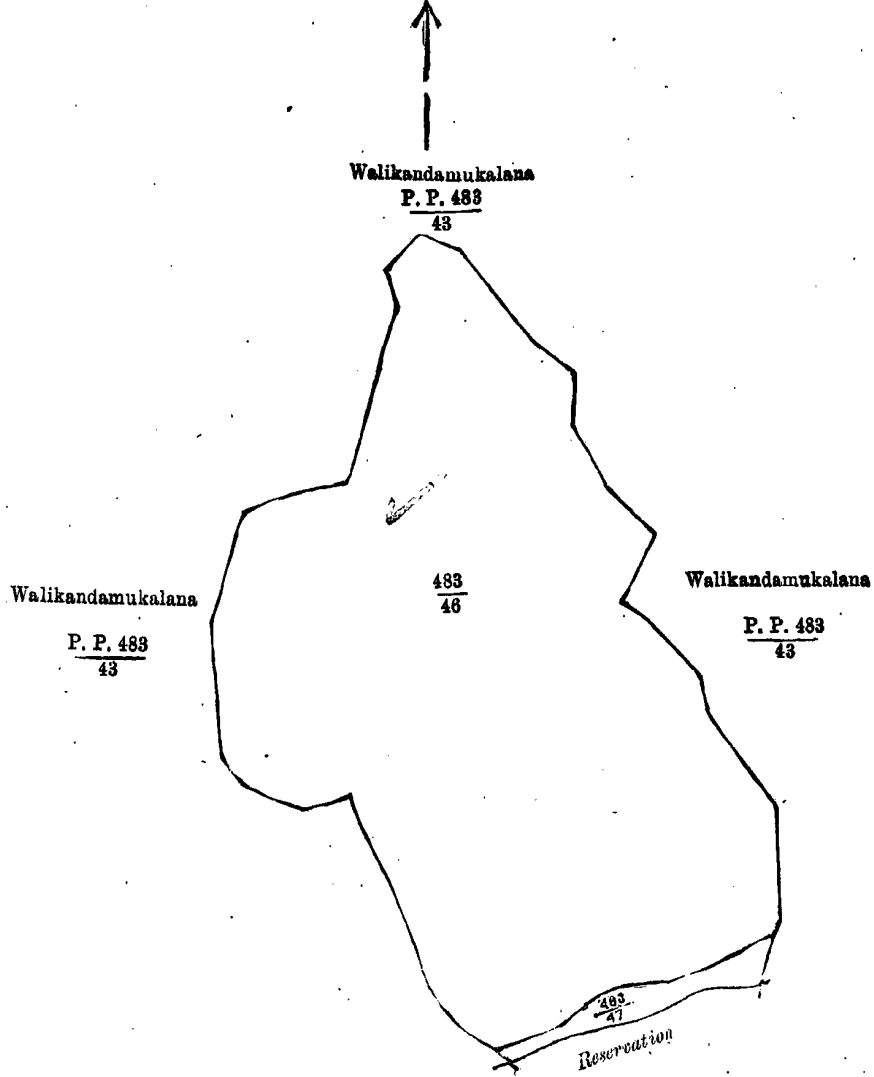 Walikandamukalana
P. P. 483
43
483
46
Walikandamukalana
P. P. 483
43
Walikandamukalana
P. P. 483
43
483
47
Reservation